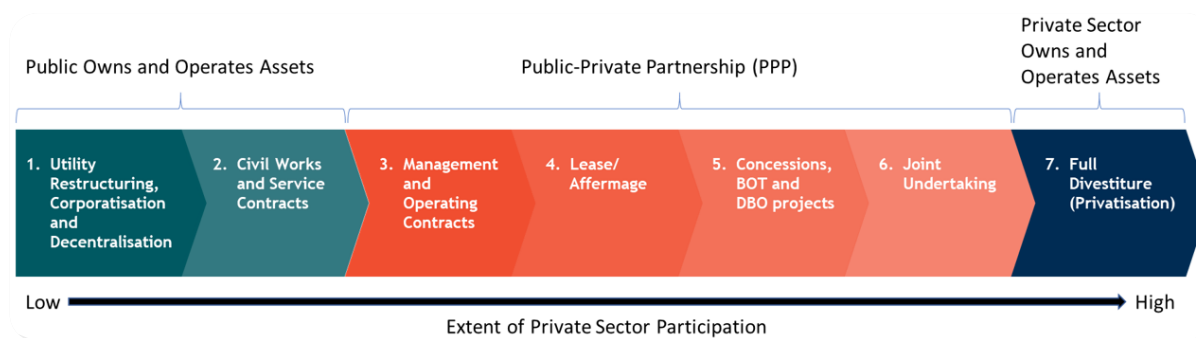 Public Owns and Operates Assets
Public-Private Partnership (PPP)
Private Sector
Owns and
Operates Assets
1. Utility
Restructuring,
Corporatisation
and
Decentralisation
2. Civil Works
and Service
Contracts
3. Management
and
Operating
Contracts
4. Lease/
Affermage
5. Concessions,
BOT and
DBO projects
6. Joint
Undertaking
7. Full
Divestiture
(Privatisation)
Low
High
Extent of Private Sector Participation